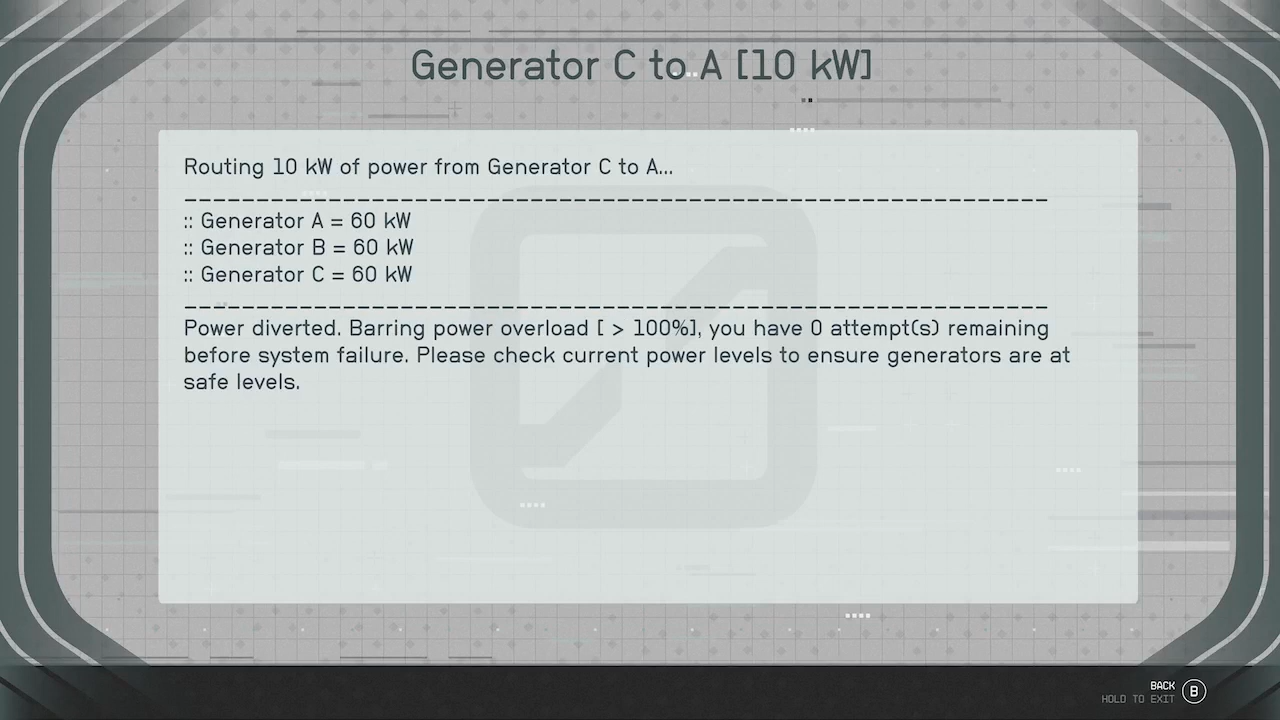 Generator C to A [10 kW]
Routing 10 kW of power from Generator C to A...
____________________________________________________________
:: Generator A = 60 kW
:: Generator B = 60 kW
:: Generator C = 60 kW
____________________________________________________________
Power diverted. Barring power overload [ > 100%], you have 0 attempt(s) remaining
before system failure. Please check current power levels to ensure generators are at
safe levels.
BACK
B
HOLD TO EXIT